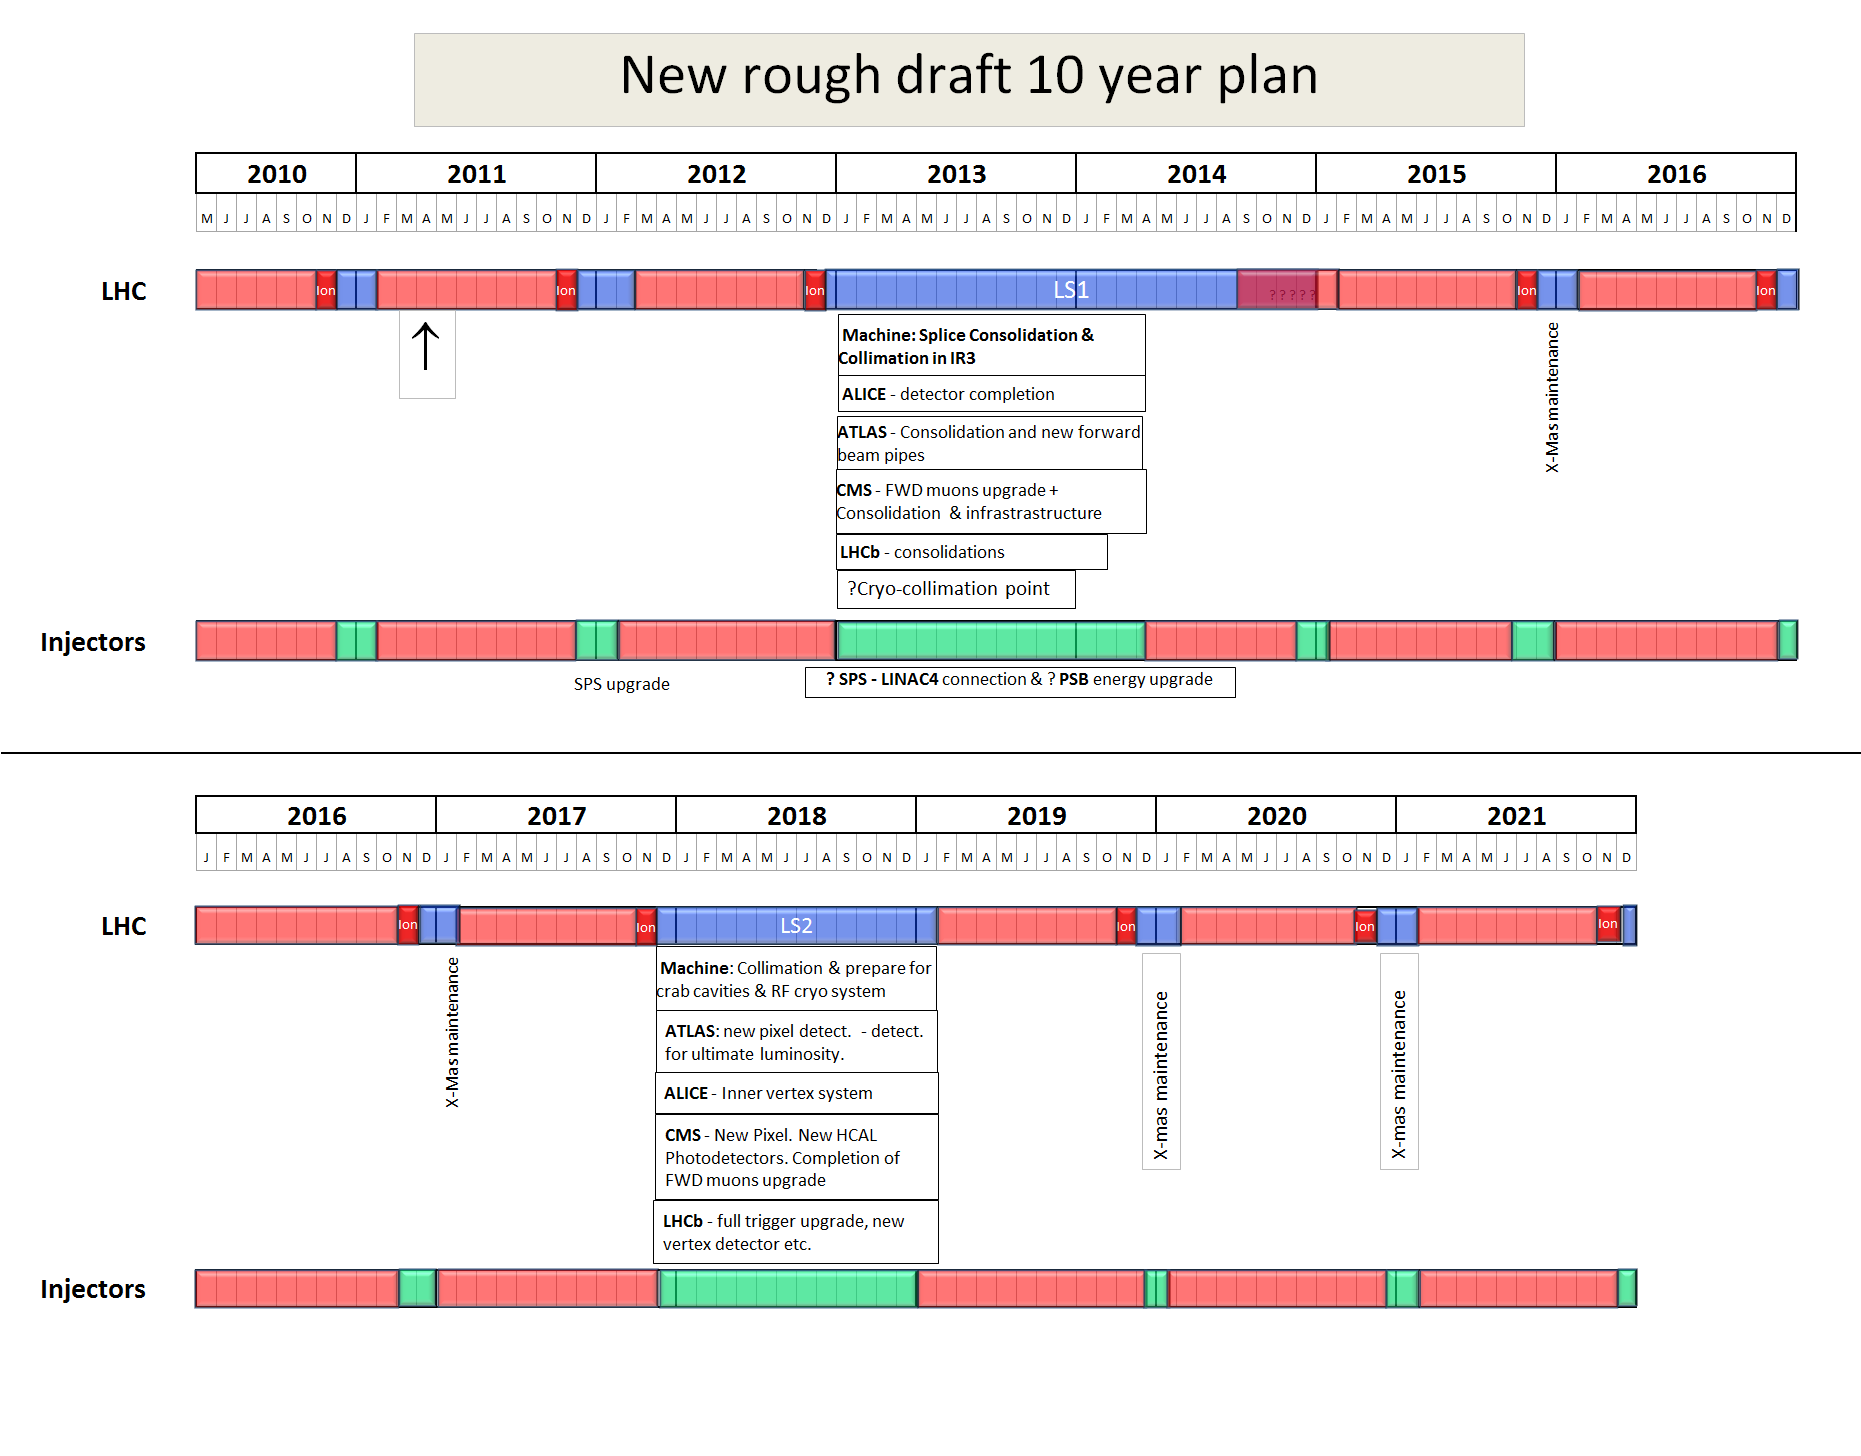 New rough draft 10 year plan
2010 2011 2012 2013 2014 2015 2016
M J J A S O N D J F M A M J J A S O N D J F M A M J J A S O N D J F M A M J J A S O N D J F M A M J J A S O N D J F M A M J J A S O N D J F M A M J J A S O N D
LHC Ion Ion Ion LS1 ????? Ion Ion
Machine: Splice Consolidation &
Collimation in IR3
ALICE - detector completion
ATLAS - Consolidation and new forward
beam pipes
CMS - FWD muons upgrade +
Consolidation & infrastrastructure
LHCb - consolidations
?Cryo-collimation point
X-Mas maintenance
Injectors
SPS upgrade
? SPS - LINAC4 connection & ? PSB energy upgrade
2016 2017 2018 2019 2020 2021
J F M A M J J A S O N D J F M A M J J A S O N D J F M A M J J A S O N D J F M A M J J A S O N D J F M A M J J A S O N D J F M A M J J A S O N D
LHC Ion Ion LS2 Ion Ion Ion
X-Mas maintenance
Machine: Collimation & prepare for
crab cavities & RF cryo system
ATLAS: new pixel detect. - detect.
for ultimate luminosity.
ALICE - Inner vertex system
CMS - New Pixel. New HCAL
Photodetectors. Completion of
FWD muons upgrade
LHCb - full trigger upgrade, new
vertex detector etc.
X-mas maintenance
X-mas maintenance
Injectors